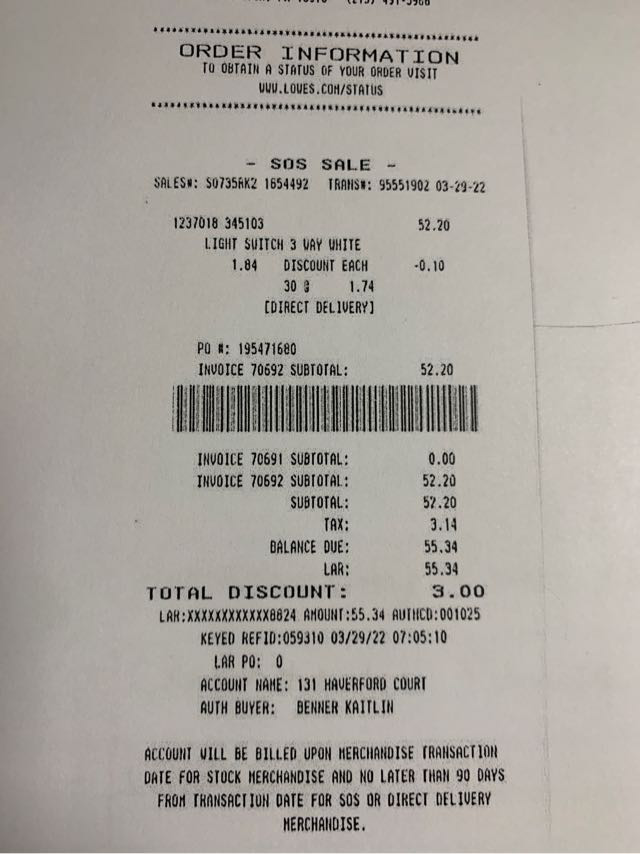 ****************************************
ORDER INFORMATION
TO OBTAIN A STATUS OF YOUR ORDER VISIT
WWW.LOWES.COM/STATUS
****************************************
- SOS SALE -
SALES#: S0735RK2 1654492 TRANS#: 95551902 03-29-22
1237018 345103 52.20
LIGHT SWITCH 3 WAY WHITE
1.84 DISCOUNT EACH -0.10
30 @ 1.74
[DIRECT DELIVERY]
PO #: 195471680
INVOICE 70692 SUBTOTAL: 52.20
INVOICE 70691 SUBTOTAL: 0.00
INVOICE 70692 SUBTOTAL: 52.20
SUBTOTAL: 52.20
TAX: 3.14
BALANCE DUE: 55.34
LAR: 55.34
TOTAL DISCOUNT: 3.00
LAR:XXXXXXXXXXXX8624 AMOUNT:55.34 AUTHCD:001025
KEYED REFID:059310 03/29/22 07:05:10
LAR PO: 0
ACCOUNT NAME: 131 HAVERFORD COURT
AUTH BUYER: BENNER KAITLIN
ACCOUNT WILL BE BILLED UPON MERCHANDISE TRANSACTION
DATE FOR STOCK MERCHANDISE AND NO LATER THAN 90 DAYS
FROM TRANSACTION DATE FOR SOS OR DIRECT DELIVERY
MERCHANDISE.